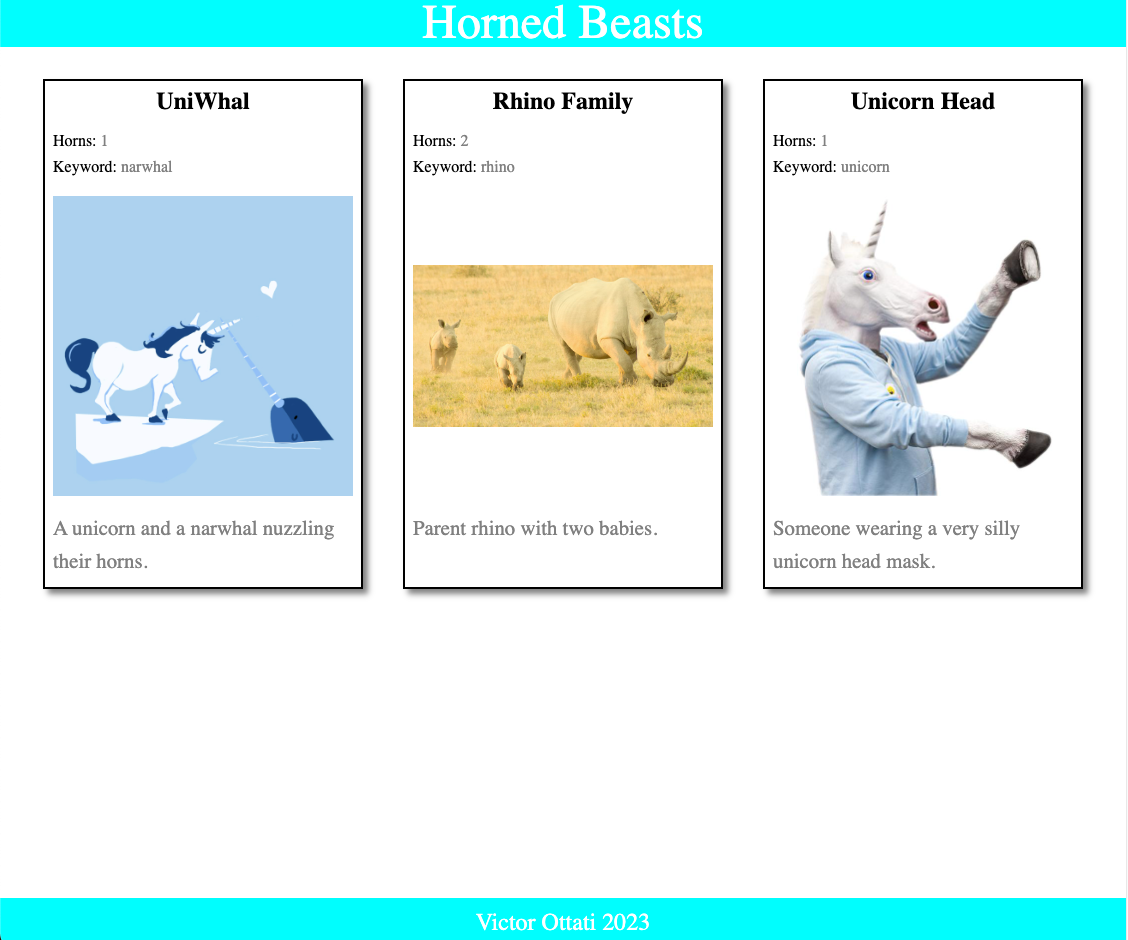 Horned Beasts
UniWhal
Horns: 1
Keyword: narwhal
A unicorn and a narwhal nuzzling
their horns.
Rhino Family
Horns: 2
Keyword: rhino
Parent rhino with two babies.
Unicorn Head
Horns: 1
Keyword: unicorn
Someone wearing a very silly
unicorn head mask.
Victor Ottati 2023